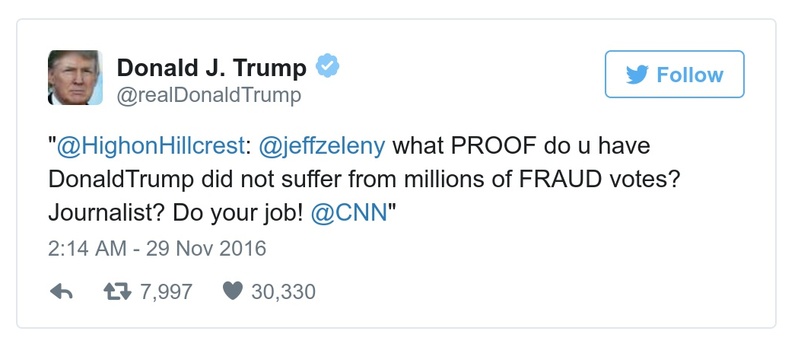 Donald J. Trump
@realDonaldTrump
Follow
"@HighonHillcrest: @jeffzeleny what PROOF do u have
DonaldTrump did not suffer from millions of FRAUD votes?
Journalist? Do your job! @CNN"
2:14 AM - 29 Nov 2016
7,997 30,330